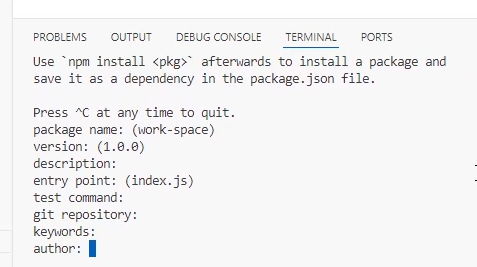 PROBLEMS OUTPUT DEBUG CONSOLE TERMINAL PORTS
Use `npm install <pkg>` afterwards to install a package and
save it as a dependency in the package.json file.
Press ^C at any time to quit.
package name: (work-space)
version: (1.0.0)
description:
entry point: (index.js)
test command:
git repository:
keywords:
author: